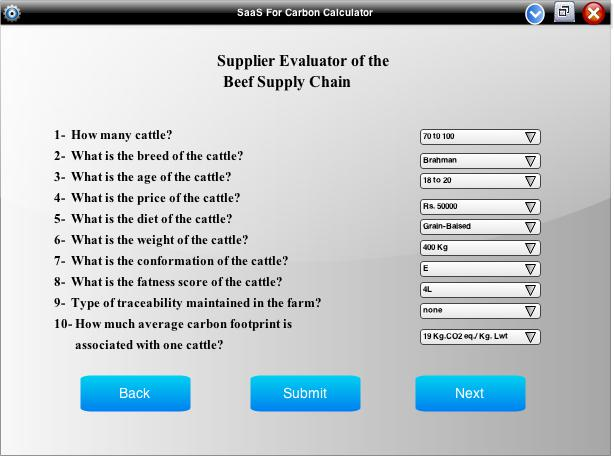 SaaS For Carbon Calculator
Supplier Evaluator of the
Beef Supply Chain
1- How many cattle? 70 to 100
2- What is the breed of the cattle? Brahman
3- What is the age of the cattle? 18 to 20
4- What is the price of the cattle? Rs. 50000
5- What is the diet of the cattle? Grain-Baised
6- What is the weight of the cattle? 400 Kg
7- What is the conformation of the cattle? E
8- What is the fatness score of the cattle? 4L
9- Type of traceability maintained in the farm? none
10- How much average carbon footprint is
associated with one cattle? 19 Kg.CO2 eq./ Kg. Lwt
Back Submit Next